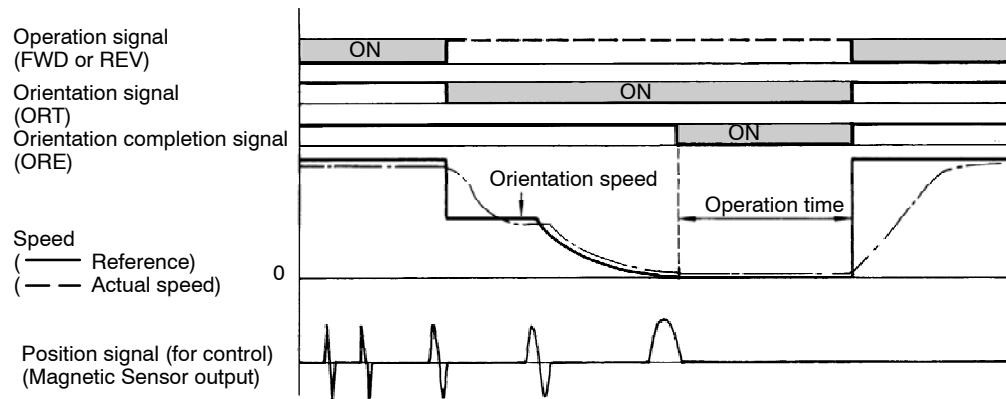 Operation signal
(FWD or REV)
ON
Orientation signal
(ORT)
ON
Orientation completion signal
(ORE)
ON
Orientation speed
Operation time
Speed
( Reference)
( Actual speed)
0
Position signal (for control)
(Magnetic Sensor output)